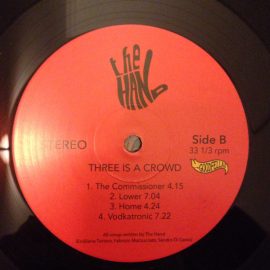 the
HAND
STEREO
Side B
33 1/3 rpm
THREE IS A CROWD
1. The Commissioner 4.15
2. Lower 7:04
3. Home 4.24
4. Vodkatronic 7.22
All songs written by The Hand